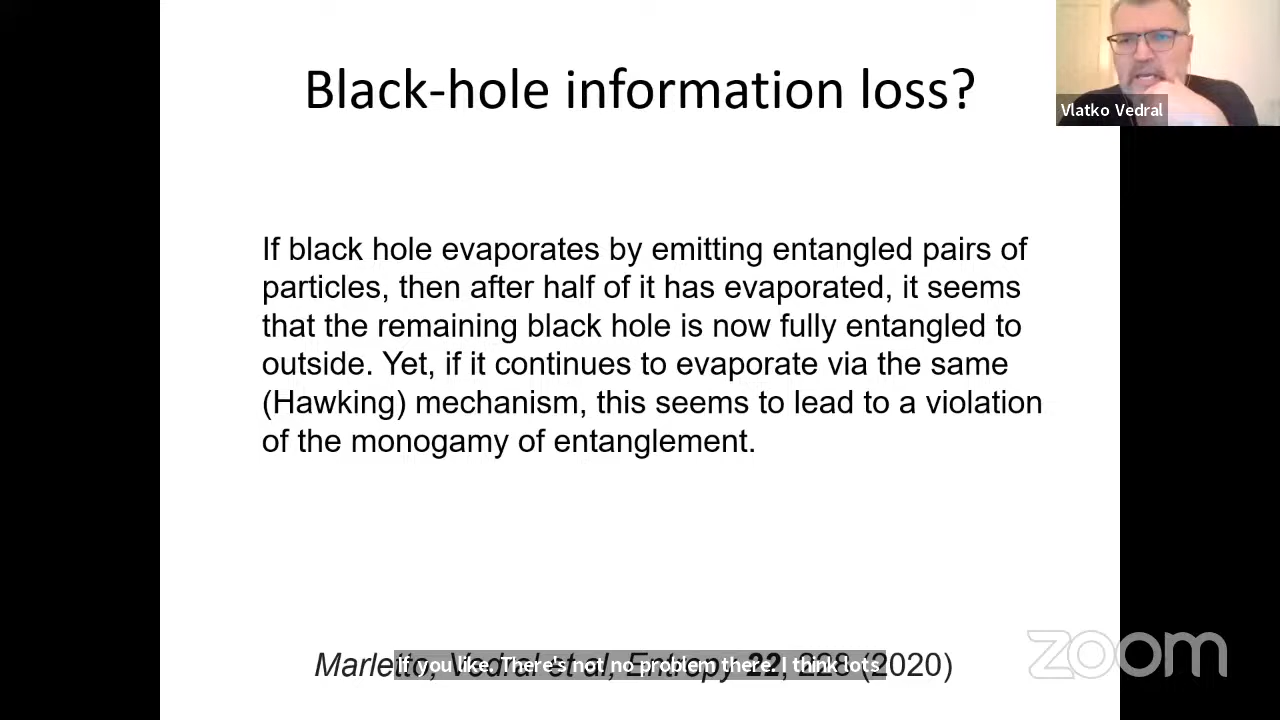 Black-hole information loss?
Vlatko Vedral
If black hole evaporates by emitting entangled pairs of
particles, then after half of it has evaporated, it seems
that the remaining black hole is now fully entangled to
outside. Yet, if it continues to evaporate via the same
(Hawking) mechanism, this seems to lead to a violation
of the monogamy of entanglement.
zoom
Marletto, Vedral et al, Entropy 22, 228 (2020)
If you like. There's not no problem there. I think lots